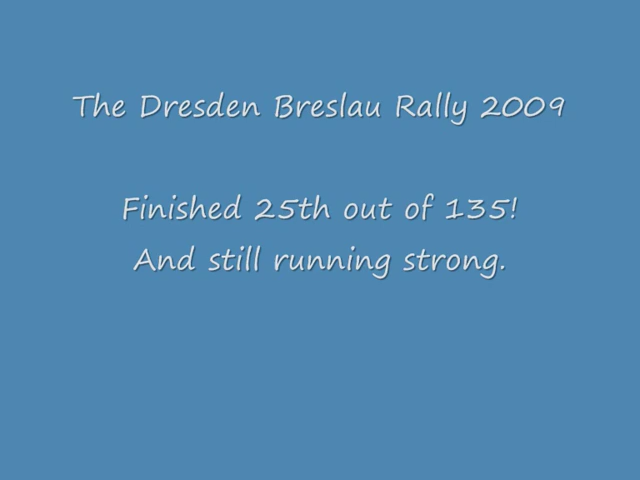 The Dresden Breslau Rally 2009
Finished 25th out of 135!
And still running strong.